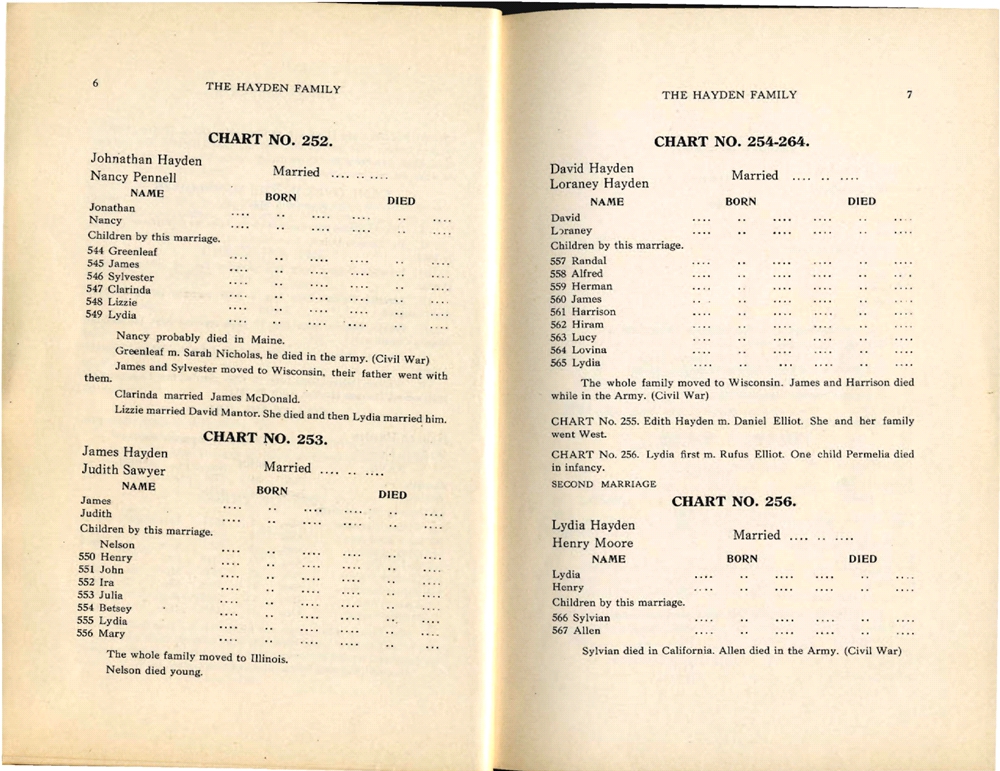 6
THE HAYDEN FAMILY
CHART NO. 252.
Johnathan Hayden
Nancy Pennell
Married .... .. ....
NAME BORN DIED
Jonathan .... .. .... .... .. ....
Nancy .... .. .... .... .. ....
Children by this marriage.
544 Greenleaf .... .. .... .... .. ....
545 James .... .. .... .... .. ....
546 Sylvester .... .. .... .... .. ....
547 Clarinda .... .. .... .... .. ....
548 Lizzie .... .. .... .... .. ....
549 Lydia .... .. .... .... .. ....
Nancy probably died in Maine.
Greenleaf m. Sarah Nicholas, he died in the army. (Civil War)
James and Sylvester moved to Wisconsin, their father went with
them.
Clarinda married James McDonald.
Lizzie married David Mantor. She died and then Lydia married him.
CHART NO. 253.
James Hayden
Judith Sawyer
Married .... .. ....
NAME BORN DIED
James .... .. .... .... .. ....
Judith .... .. .... .... .. ....
Children by this marriage.
Nelson .... .. .... .... .. ....
550 Henry .... .. .... .... .. ....
551 John .... .. .... .... .. ....
552 Ira .... .. .... .... .. ....
553 Julia .... .. .... .... .. ....
554 Betsey .... .. .... .... .. ....
555 Lydia .... .. .... .... .. ....
556 Mary .... .. .... .... .. ...
The whole family moved to Illinois.
Nelson died young.
THE HAYDEN FAMILY
7
CHART NO. 254-264.
David Hayden
Loraney Hayden
Married .... .. ....
NAME BORN DIED
David .... .. .... .... .. ....
Loraney .... .. .... .... .. ....
Children by this marriage.
557 Randal .... .. .... .... .. ....
558 Alfred .... .. .... .... .. ....
559 Herman .... .. .... .... .. ....
560 James .... .. .... .... .. ....
561 Harrison .... .. .... .... .. ....
562 Hiram .... .. .... .... .. ....
563 Lucy .... .. .... .... .. ....
564 Lovina .... .. .... .... .. ....
565 Lydia .... .. ... .... .. ....
The whole family moved to Wisconsin. James and Harrison died
while in the Army. (Civil War)
CHART No. 255. Edith Hayden m. Daniel Elliot. She and her family
went West.
CHART No. 256. Lydia first m. Rufus Elliot. One child Permelia died
in infancy.
SECOND MARRIAGE
CHART NO. 256.
Lydia Hayden
Henry Moore
Married .... .. ....
NAME BORN DIED
Lydia .... .. .... .... .. ....
Henry .... .. .... .... .. ....
Children by this marriage.
566 Sylvian .... .. .... .... .. ....
567 Allen .... .. .... .... .. ....
Sylvian died in California. Allen died in the Army. (Civil War)